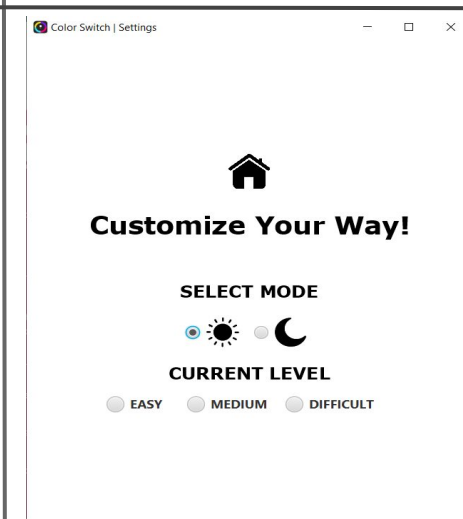 Color Switch | Settings
Customize Your Way!
SELECT MODE
CURRENT LEVEL
EASY MEDIUM DIFFICULT